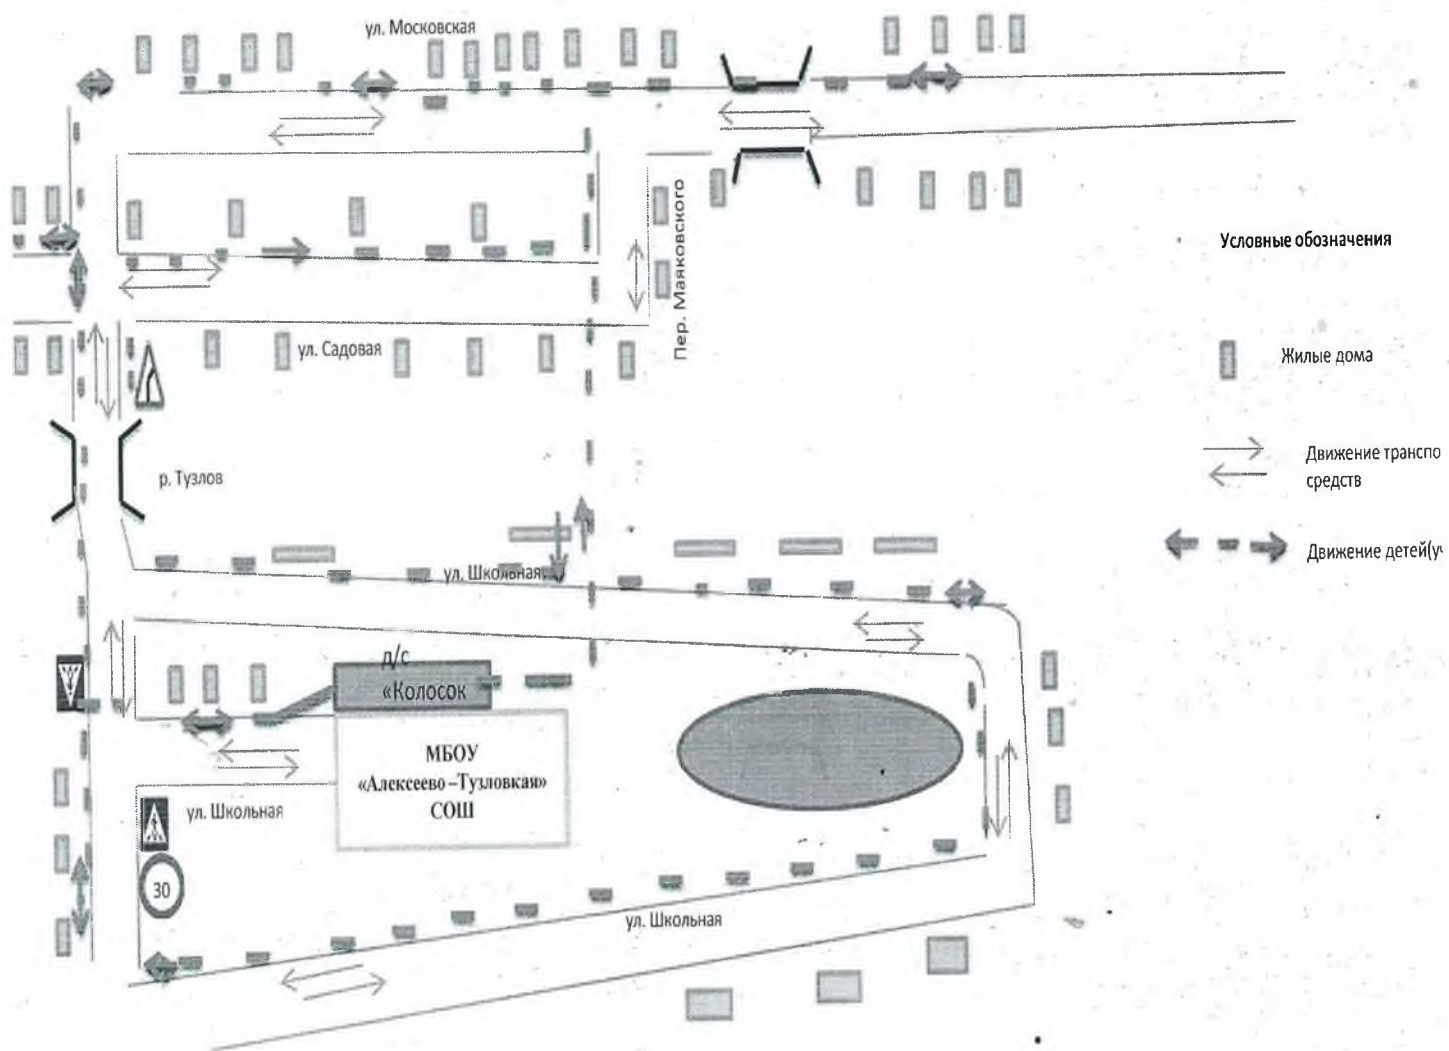 ул. Московская
Пер. Маяковского
Условные обозначения
ул. Садовая
Жилые дома
р. Тузлов
Движение транспо
средств
ул. Школьная.
Движение детей(уч
д/с
«Колосок
МБОУ
«Алексеево–Тузловкая»
СОШ
ул. Школьная
30
ул. Школьная